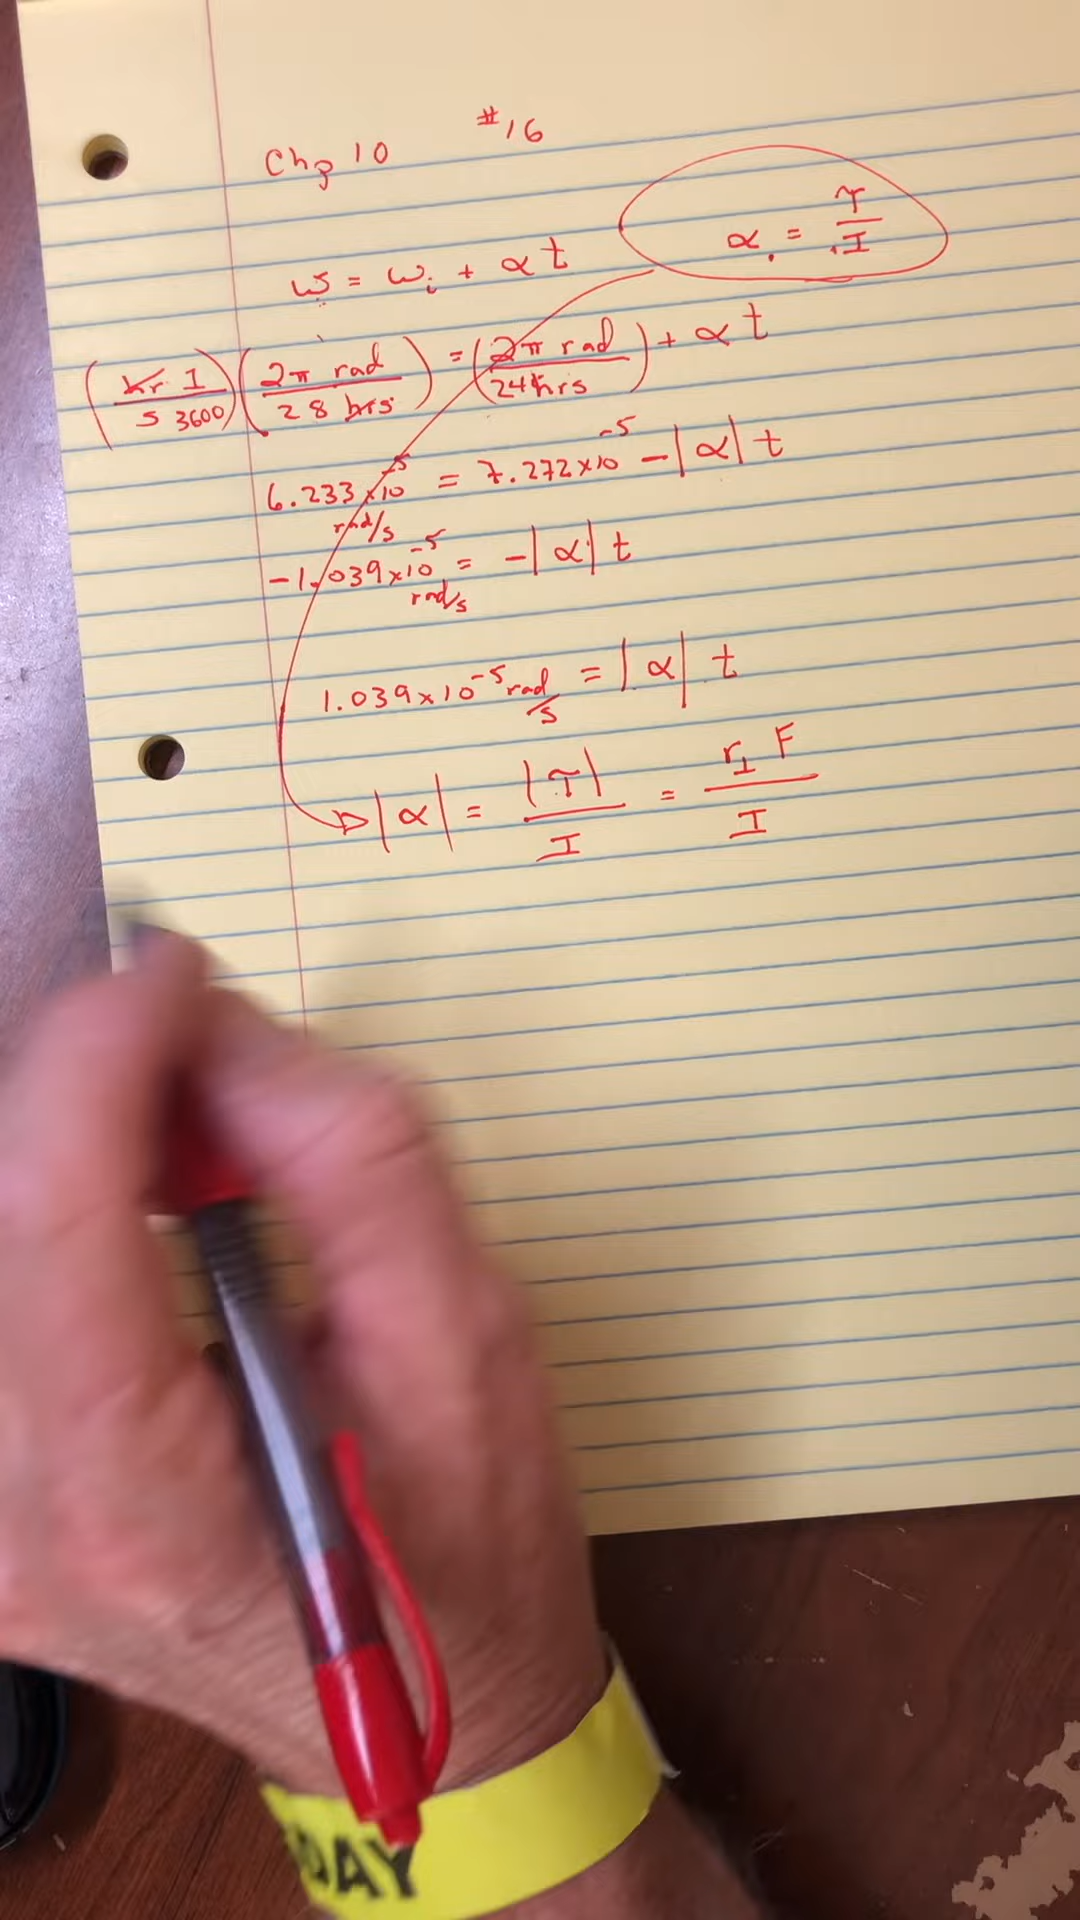 Chp 10 #16
α = τ/I
ω = ωᵢ + αt
(hr 1 / s 3600)(2π rad / 28 hrs) = (2π rad / 24 hrs) + αt
6.233×10⁻⁵ rad/s = 7.272×10⁻⁵ - |α| t
-1.039×10⁻⁵ rad/s = -|α| t
1.039×10⁻⁵ rad/s = |α| t
|α| = |τ|/I = r⊥ F/I
DAY